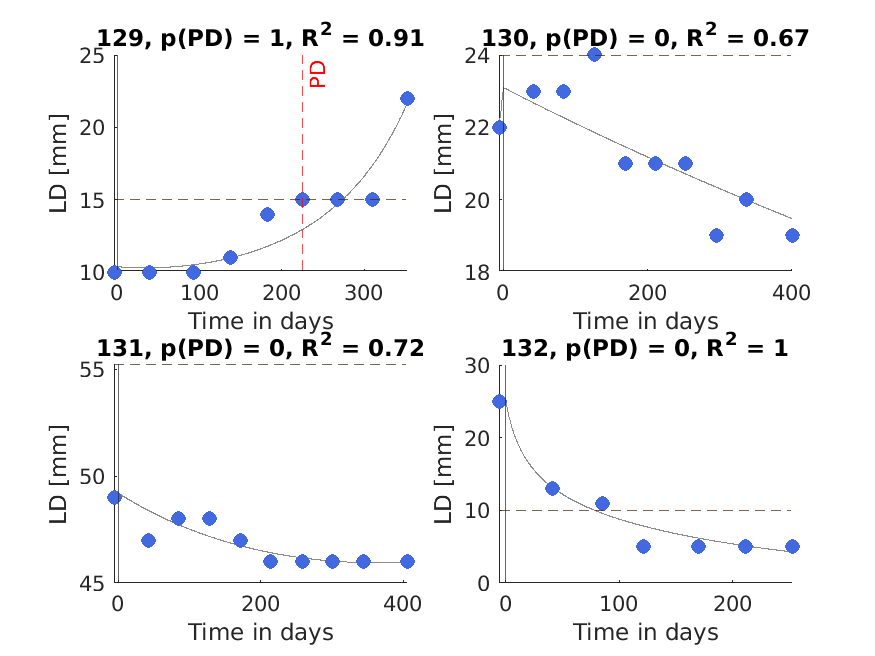 129, p(PD) = 1, R² = 0.91
25
20
15
10
LD [mm]
PD
0
100
200
300
Time in days
130, p(PD) = 0, R² = 0.67
24
22
20
18
LD [mm]
0
200
400
Time in days
131, p(PD) = 0, R² = 0.72
55
50
45
LD [mm]
0
200
400
Time in days
132, p(PD) = 0, R² = 1
30
20
10
0
LD [mm]
0
100
200
Time in days